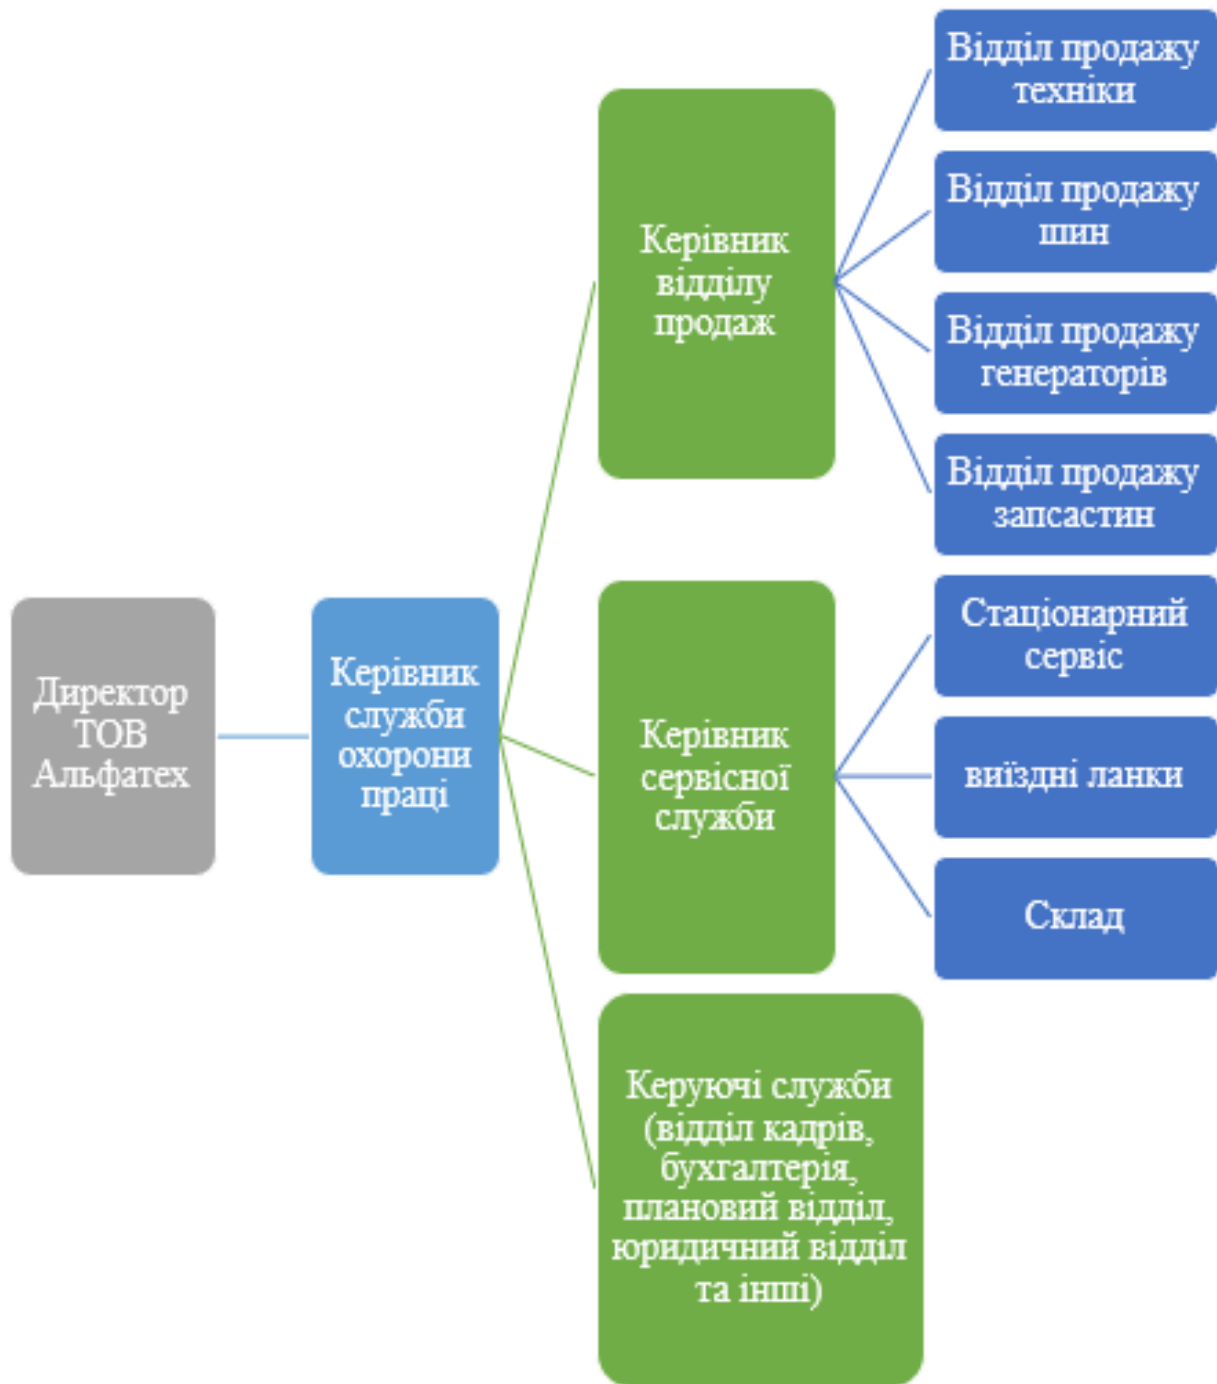 Директор
ТОВ
Альфатех
Керівник
служби
охорони
праці
Керівник
відділу
продаж
Відділ продажу
техніки
Відділ продажу
шин
Відділ продажу
генераторів
Відділ продажу
запсастин
Керівник
сервісної
служби
Стаціонарний
сервіс
виїздні ланки
Склад
Керуючі служби
(відділ кадрів,
бухгалтерія,
плановий відділ,
юридичний відділ
та інші)